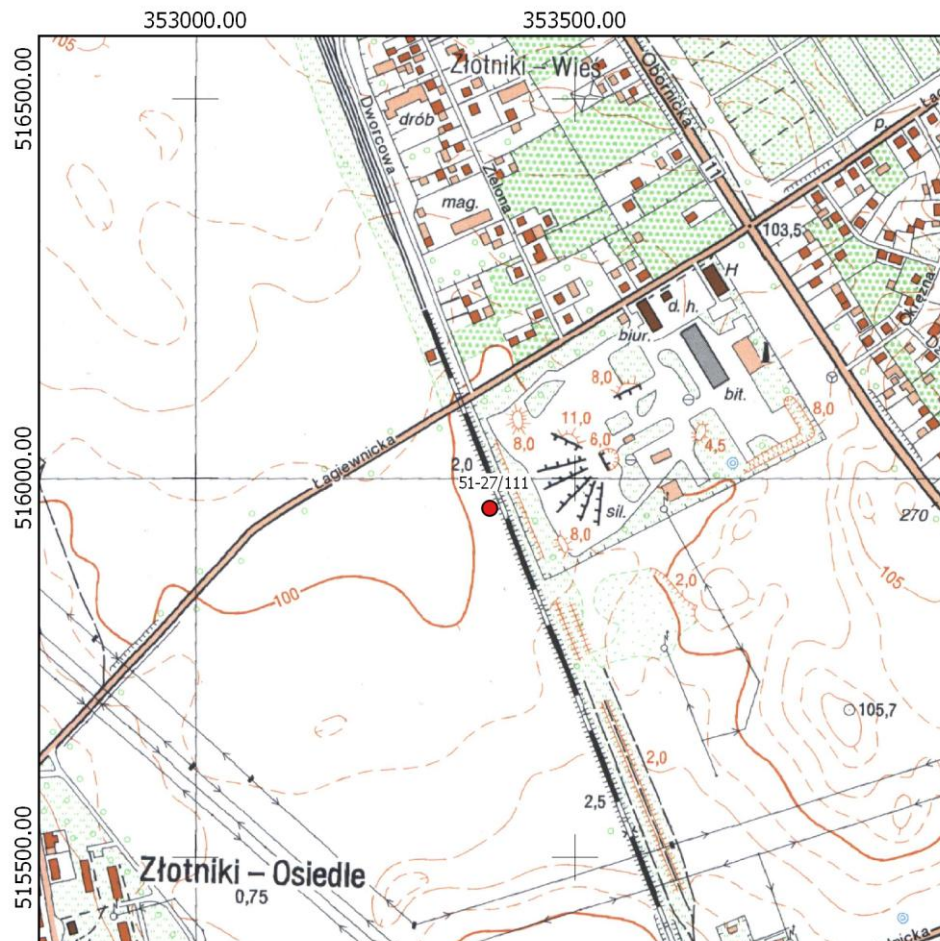 353000.00
353500.00
516500.00
516000.00
515500.00
105
Złotniki – Wieś
Obornicka
Dworcowa
drób
Zielona
mag.
11
p.
103,5
Okrężna
H
d. h.
biur.
bit.
8,0
8,0
11,0
6,0
4,5
8,0
Łagiewnicka
2,0
51-27/111
sil.
8,0
270
105
100
2,0
105,7
2,0
2,5
Złotniki – Osiedle
0,75